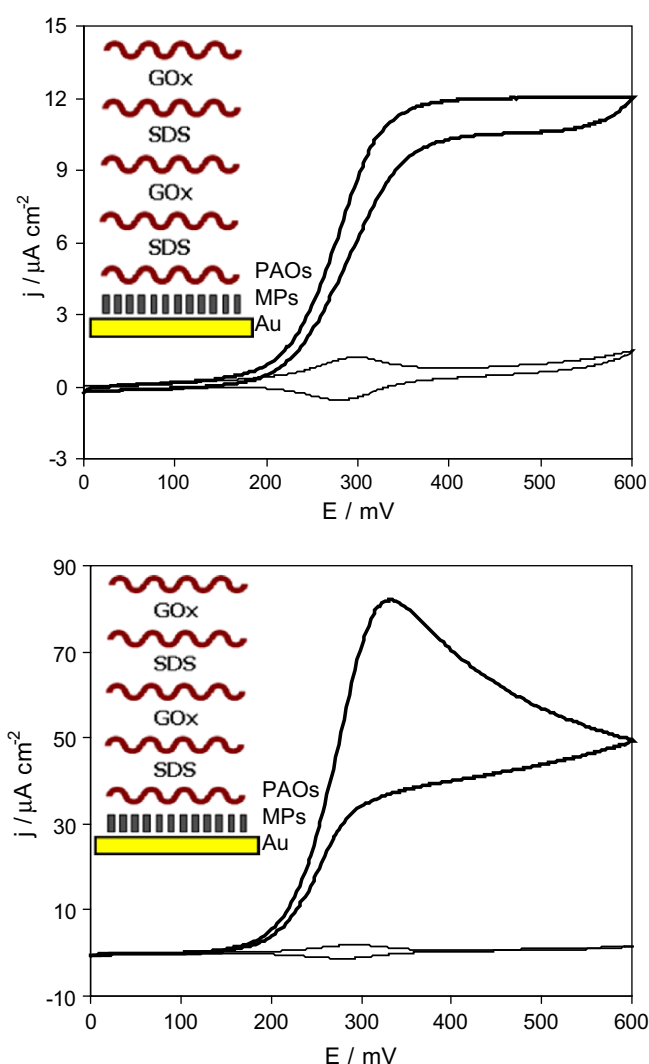 15
12
9
6
3
0
-3
j / µA cm-2
GOx
SDS
GOx
SDS
PAOs
MPs
Au
0 100 200 300 400 500 600
E / mV
90
70
50
30
10
-10
j / µA cm-2
GOx
SDS
GOx
SDS
PAOs
MPs
Au
0 100 200 300 400 500 600
E / mV